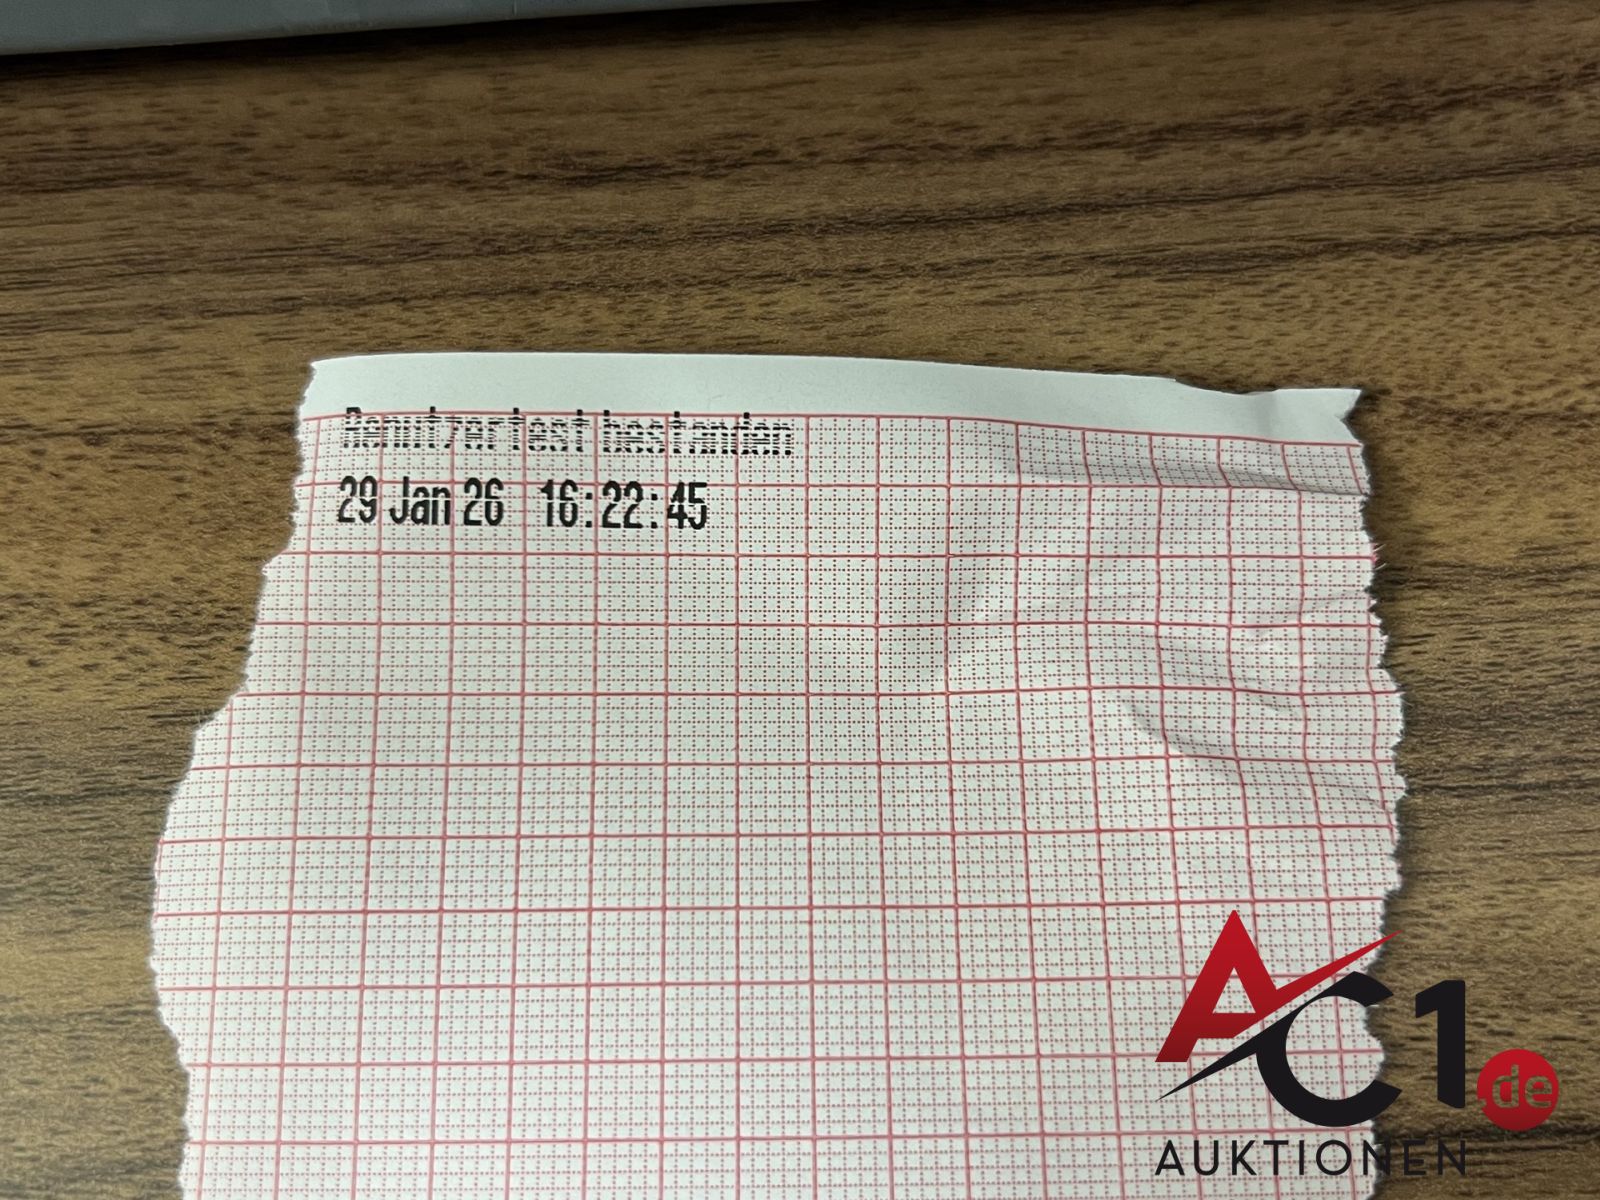 Benutzertest bestanden
29 Jan 26 16:22:45
AC1.de
AUKTIONEN